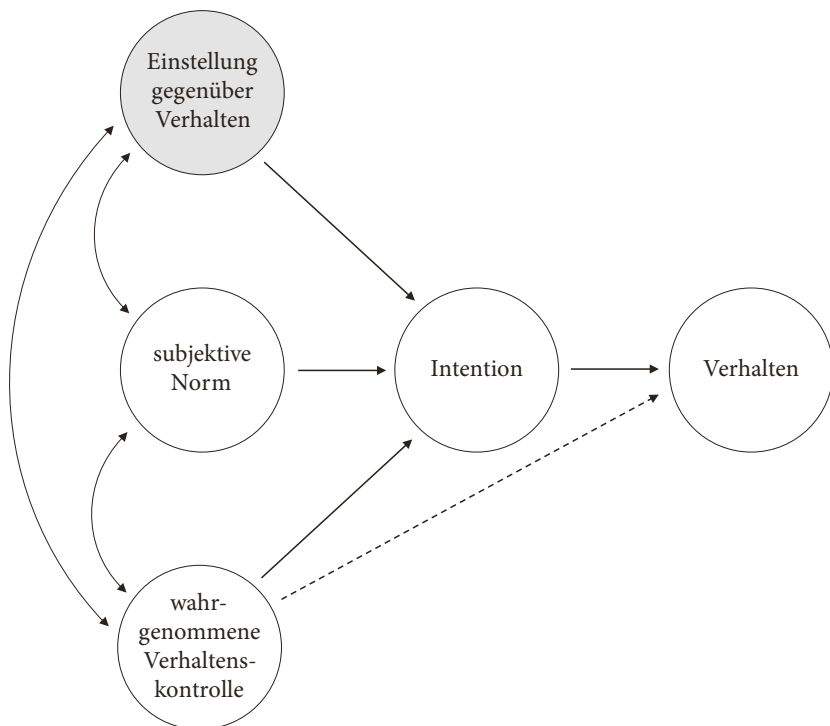 Einstellung
gegenüber
Verhalten
subjektive
Norm
Intention
Verhalten
wahr-
genommene
Verhaltens-
kontrolle